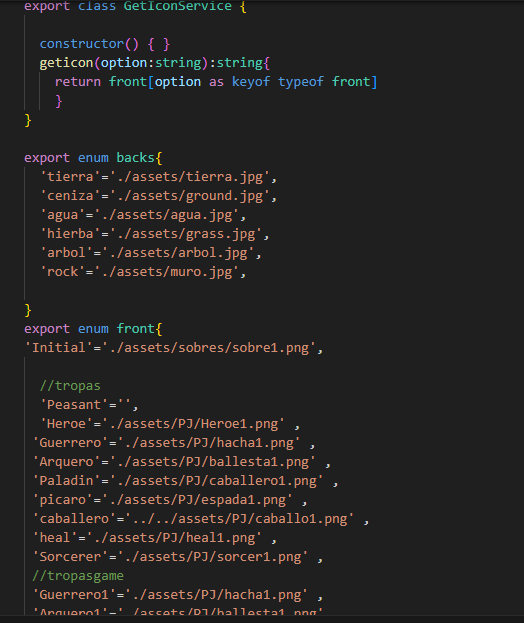 export class GetIconService {
constructor() { }
geticon(option:string):string{
return front[option as keyof typeof front]
}
}
export enum backs{
'tierra'='./assets/tierra.jpg',
'ceniza'='./assets/ground.jpg',
'agua'='./assets/agua.jpg',
'hierba'='./assets/grass.jpg',
'arbol'='./assets/arbol.jpg',
'rock'='./assets/muro.jpg',
}
export enum front{
'Initial'='./assets/sobres/sobre1.png',
//tropas
'Peasant'='',
'Heroe'='./assets/PJ/Heroe1.png' ,
'Guerrero'='./assets/PJ/hacha1.png' ,
'Arquero'='./assets/PJ/ballesta1.png' ,
'Paladin'='./assets/PJ/caballero1.png' ,
'picaro'='./assets/PJ/espada1.png' ,
'caballero'='../../assets/PJ/caballo1.png' ,
'heal'='./assets/PJ/heal1.png' ,
'Sorcerer'='./assets/PJ/sorcer1.png' ,
//tropasgame
'Guerrero1'='./assets/PJ/hacha1.png' ,
'Arquero1'='./assets/PJ/ballesta1.png'